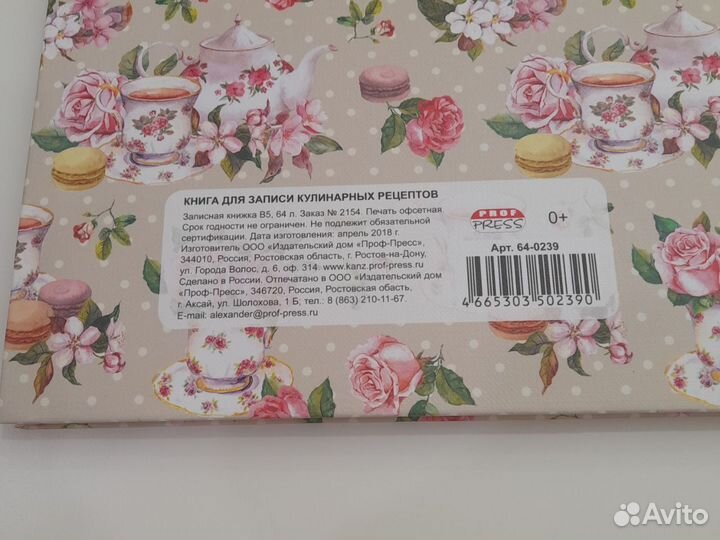 КНИГА ДЛЯ ЗАПИСИ КУЛИНАРНЫХ РЕЦЕПТОВ
Записная книжка В5, 64 л. Заказ № 2154. Печать офсетная.
Срок годности не ограничен. Не подлежит обязательной
сертификации. Дата изготовления: апрель 2018 г.
Изготовитель ООО «Издательский дом «Проф-Пресс»,
344010, Россия, Ростовская область, г. Ростов-на-Дону,
ул. Города Волос, д. 6, оф. 314. www.kanz.prof-press.ru
Сделано в России. Отпечатано в ООО «Издательский дом
«Проф-Пресс», 346720, Россия, Ростовская область,
г. Аксай, ул. Шолохова, 1 Б; тел.: 8 (863) 210-11-67.
E-mail: alexander@prof-press.ru
PROF
PRESS
0+
Арт. 64-0239
4 665303 502390
Avito